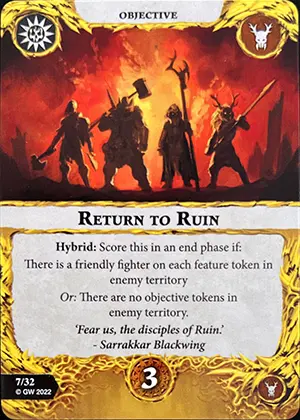 OBJECTIVE
RETURN TO RUIN
Hybrid: Score this in an end phase if:
There is a friendly fighter on each feature token in
enemy territory
Or: There are no objective tokens in
enemy territory.
'Fear us, the disciples of Ruin.'
- Sarrakkar Blackwing
7/32
© GW 2022
3